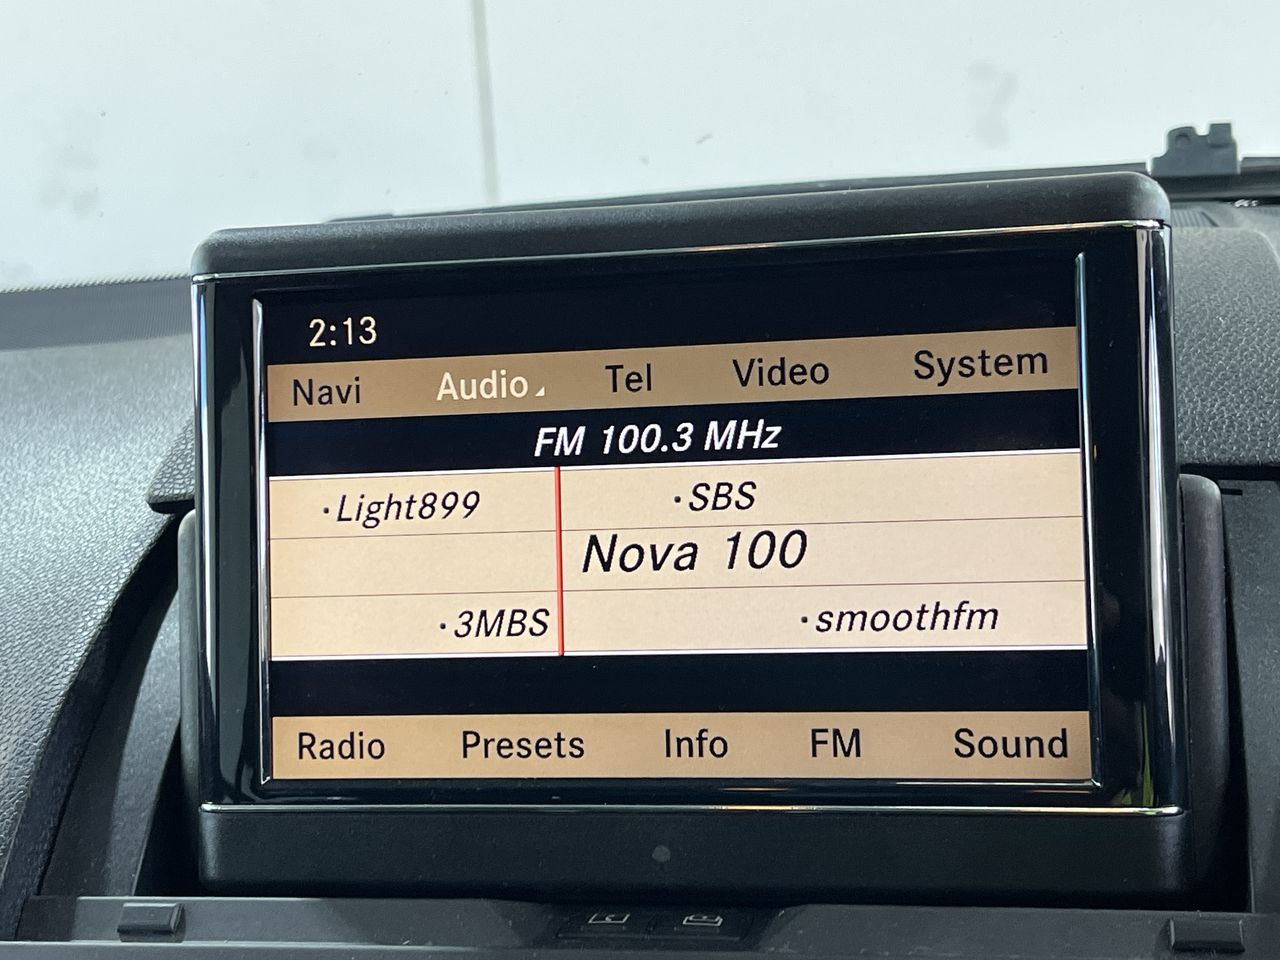 2:13
Navi Audio Tel Video System
FM 100.3 MHz
·Light899 ·SBS
Nova 100
·3MBS ·smoothfm
Radio Presets Info FM Sound